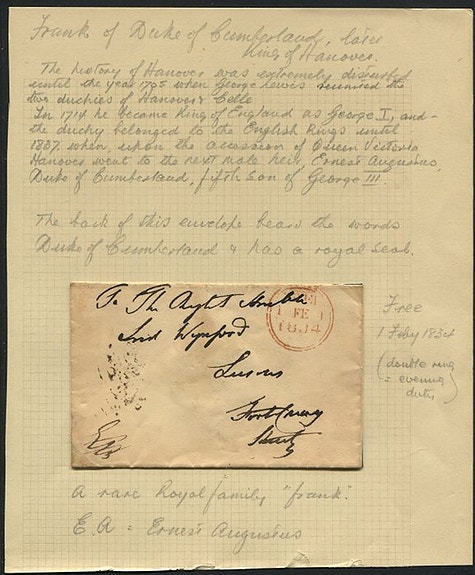 Frank of Duke of Cumberland, later
King of Hanover.
The history of Hanover was extremely disturbed
until the year 1705 when George Lewis reunited the
two duchies of Hanover & Celle
In 1714 he became King of England as George I, and
the duchy belonged to the English Kings until
1837, when, upon the accession of Queen Victoria
Hanover went to the next male heir, Ernest Augustus,
Duke of Cumberland, fifth son of George III.
The back of this envelope bears the words
Duke of Cumberland & has a royal seal.
To The Right Honble
Lord Wynford
1 FE 1
Free
1 Feby 1834
(double ring
= evening
duty)
A rare Royal family "frank".
E.A = Ernest Augustus